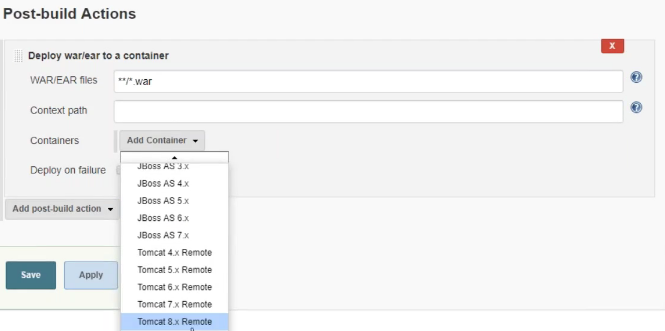 Post-build Actions
X
Deploy war/ear to a container
WAR/EAR files
**/*.war
Context path
Containers
Add Container
Deploy on failure
JBoss AS 3.x
JBoss AS 4.x
JBoss AS 5.x
JBoss AS 6.x
JBoss AS 7.x
Tomcat 4.x Remote
Tomcat 5.x Remote
Tomcat 6.x Remote
Tomcat 7.x Remote
Tomcat 8.x Remote
Add post-build action
Save
Apply